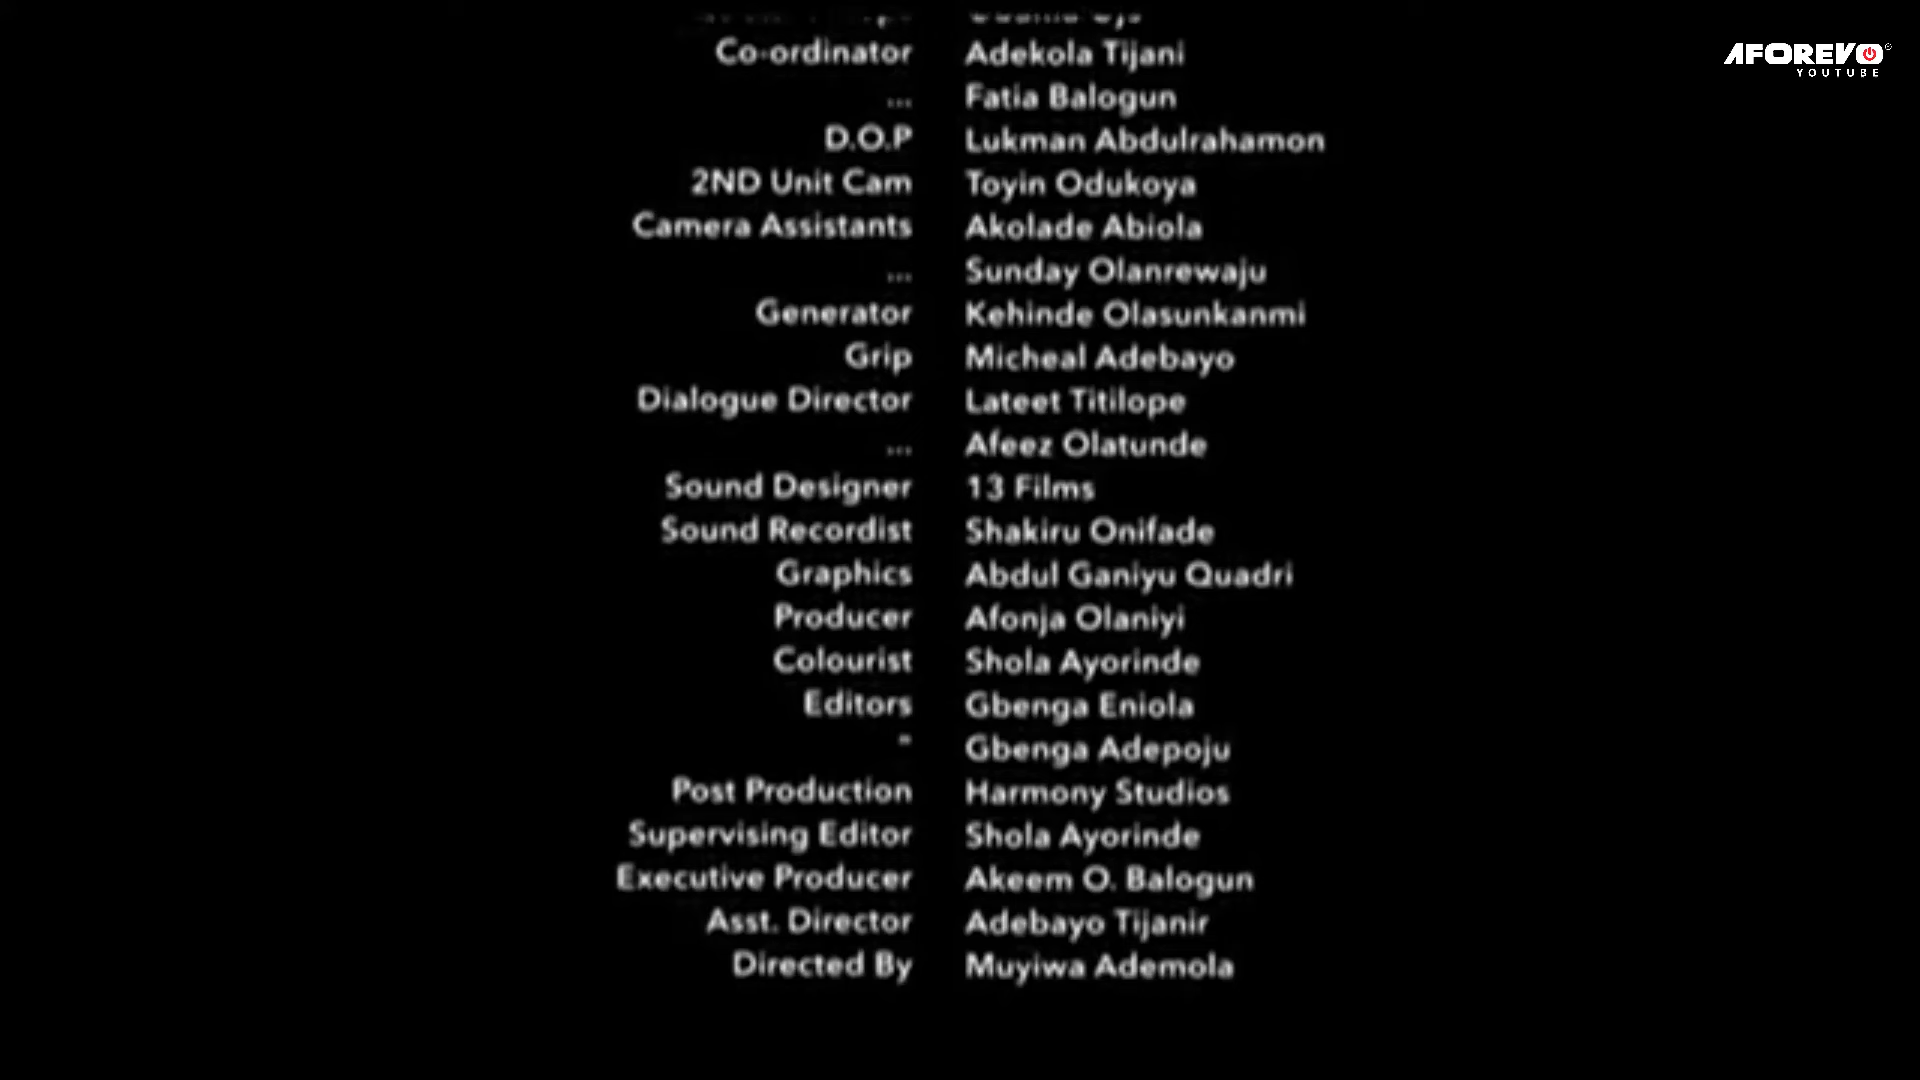 Co-ordinator Adekola Tijani
... Fatia Balogun
D.O.P Lukman Abdulrahamon
2ND Unit Cam Toyin Odukoya
Camera Assistants Akolade Abiola
... Sunday Olanrewaju
Generator Kehinde Olasunkanmi
Grip Micheal Adebayo
Dialogue Director Lateet Titilope
... Afeez Olatunde
Sound Designer 13 Films
Sound Recordist Shakiru Onifade
Graphics Abdul Ganiyu Quadri
Producer Afonja Olaniyi
Colourist Shola Ayorinde
Editors Gbenga Eniola
" Gbenga Adepoju
Post Production Harmony Studios
Supervising Editor Shola Ayorinde
Executive Producer Akeem O. Balogun
Asst. Director Adebayo Tijanir
Directed By Muyiwa Ademola
AFOREVO
YOUTUBE